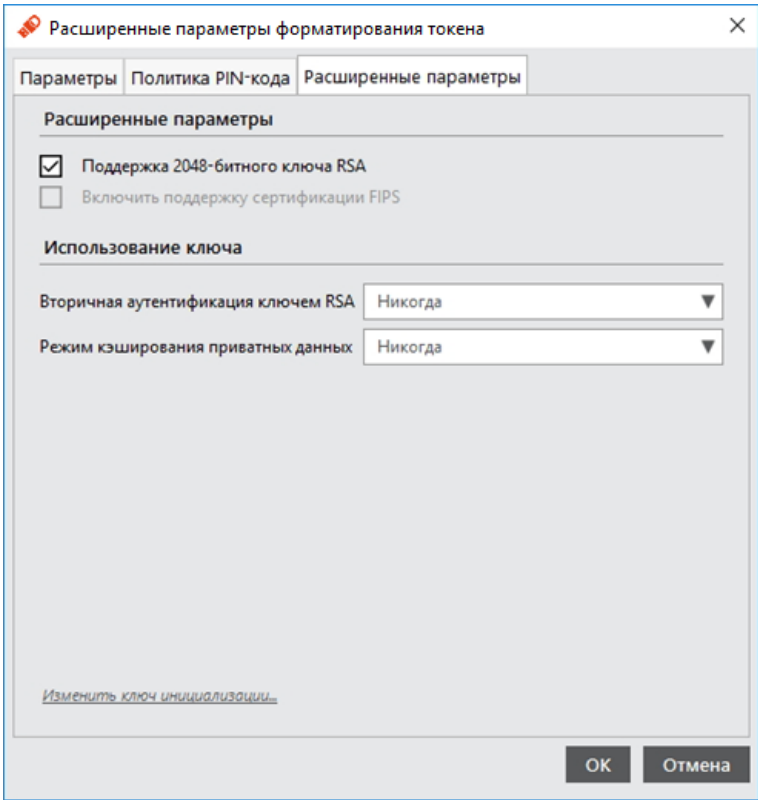 Расширенные параметры форматирования токена
Параметры Политика PIN-кода Расширенные параметры
Расширенные параметры
Поддержка 2048-битного ключа RSA
Включить поддержку сертификации FIPS
Использование ключа
Вторичная аутентификация ключем RSA Никогда
Режим кэширования приватных данных Никогда
Изменить ключ инициализации...
ОК Отмена